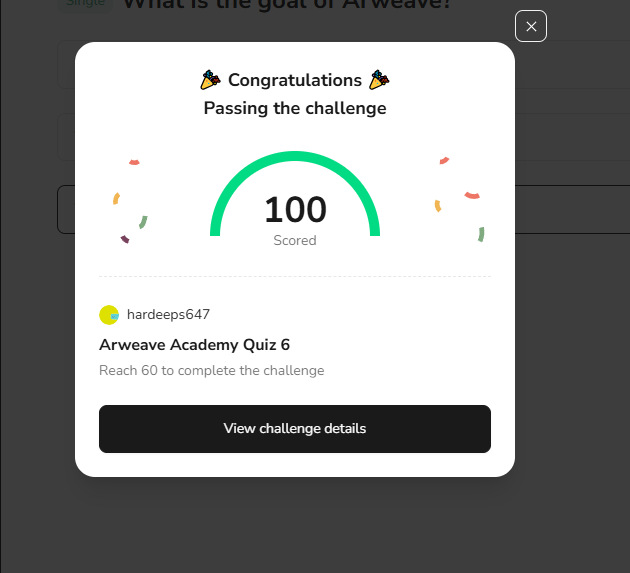 Single What is the goal of Arweave?
🎉 Congratulations 🎉
Passing the challenge
100
Scored
hardeeps647
Arweave Academy Quiz 6
Reach 60 to complete the challenge
View challenge details